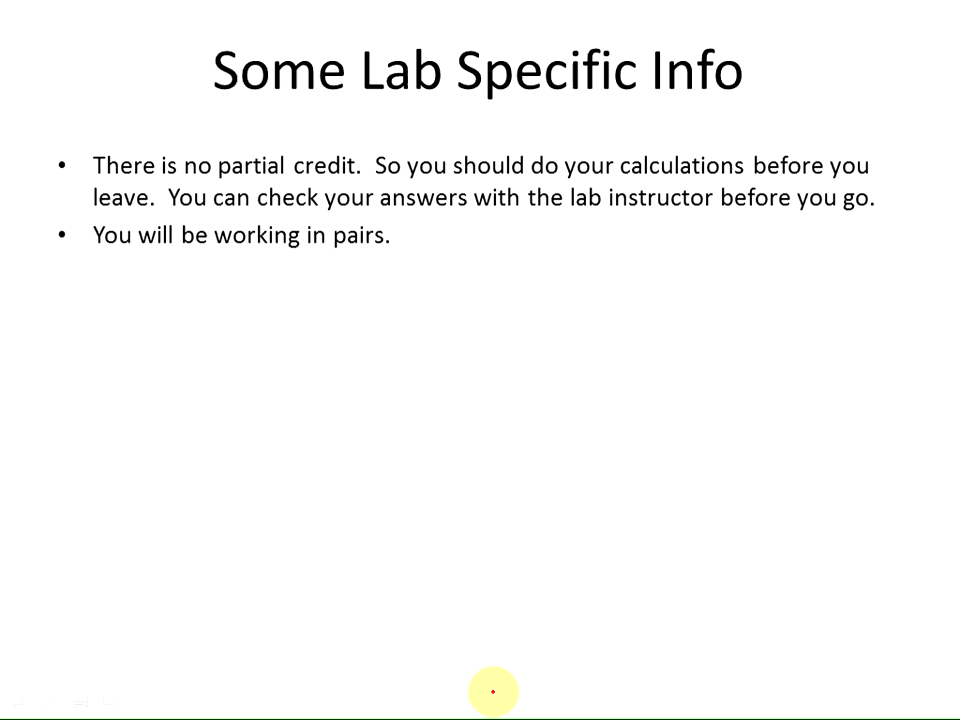 Some Lab Specific Info
• There is no partial credit.  So you should do your calculations before you
leave.  You can check your answers with the lab instructor before you go.
• You will be working in pairs.